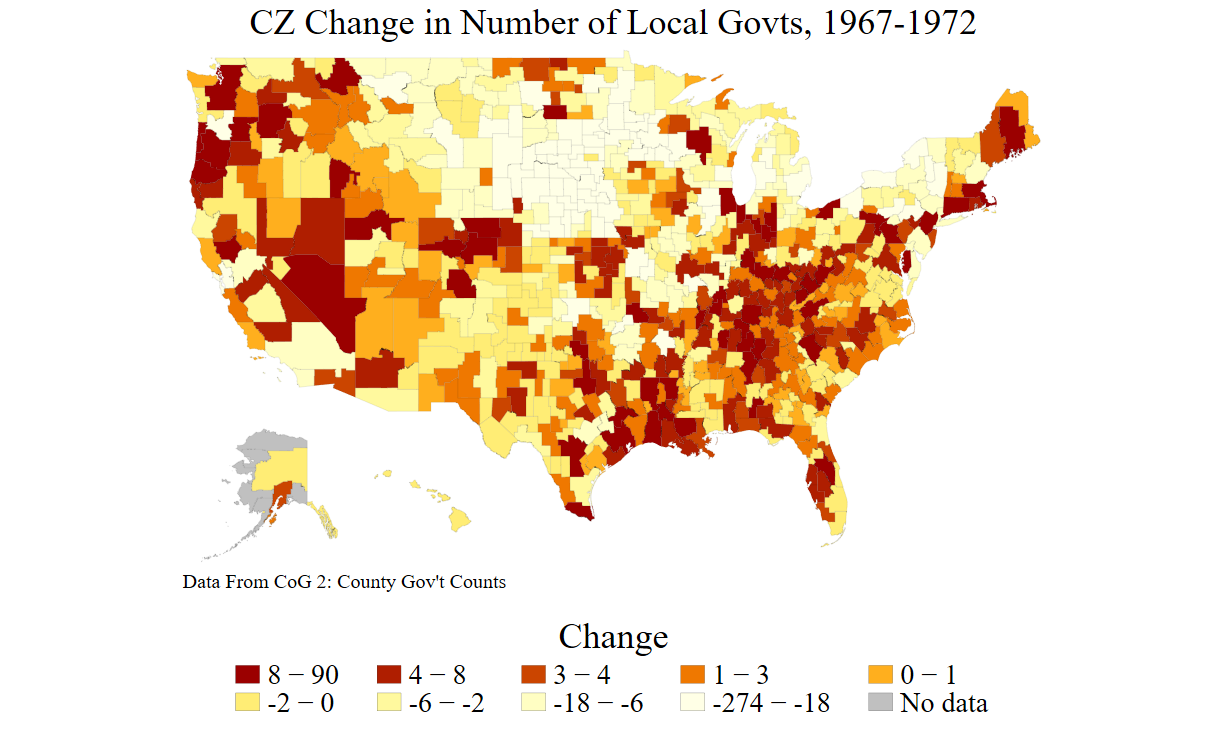 CZ Change in Number of Local Govts, 1967-1972
Data From CoG 2: County Gov't Counts
Change
8 − 90 4 − 8 3 − 4 1 − 3 0 − 1
-2 − 0 -6 − -2 -18 − -6 -274 − -18 No data